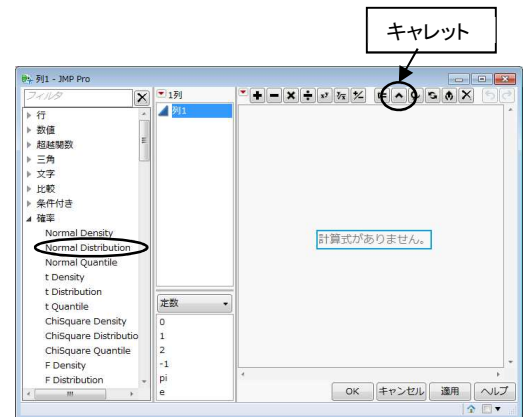 キャレット
列1 - JMP Pro
フィルタ
1列
列1
行
数値
超越関数
三角
文字
比較
条件付き
確率
Normal Density
Normal Distribution
Normal Quantile
t Density
t Distribution
t Quantile
ChiSquare Density
ChiSquare Distributio
ChiSquare Quantile
F Density
F Distribution
定数
0
1
2
-1
pi
e
計算式がありません。
OK キャンセル 適用 ヘルプ